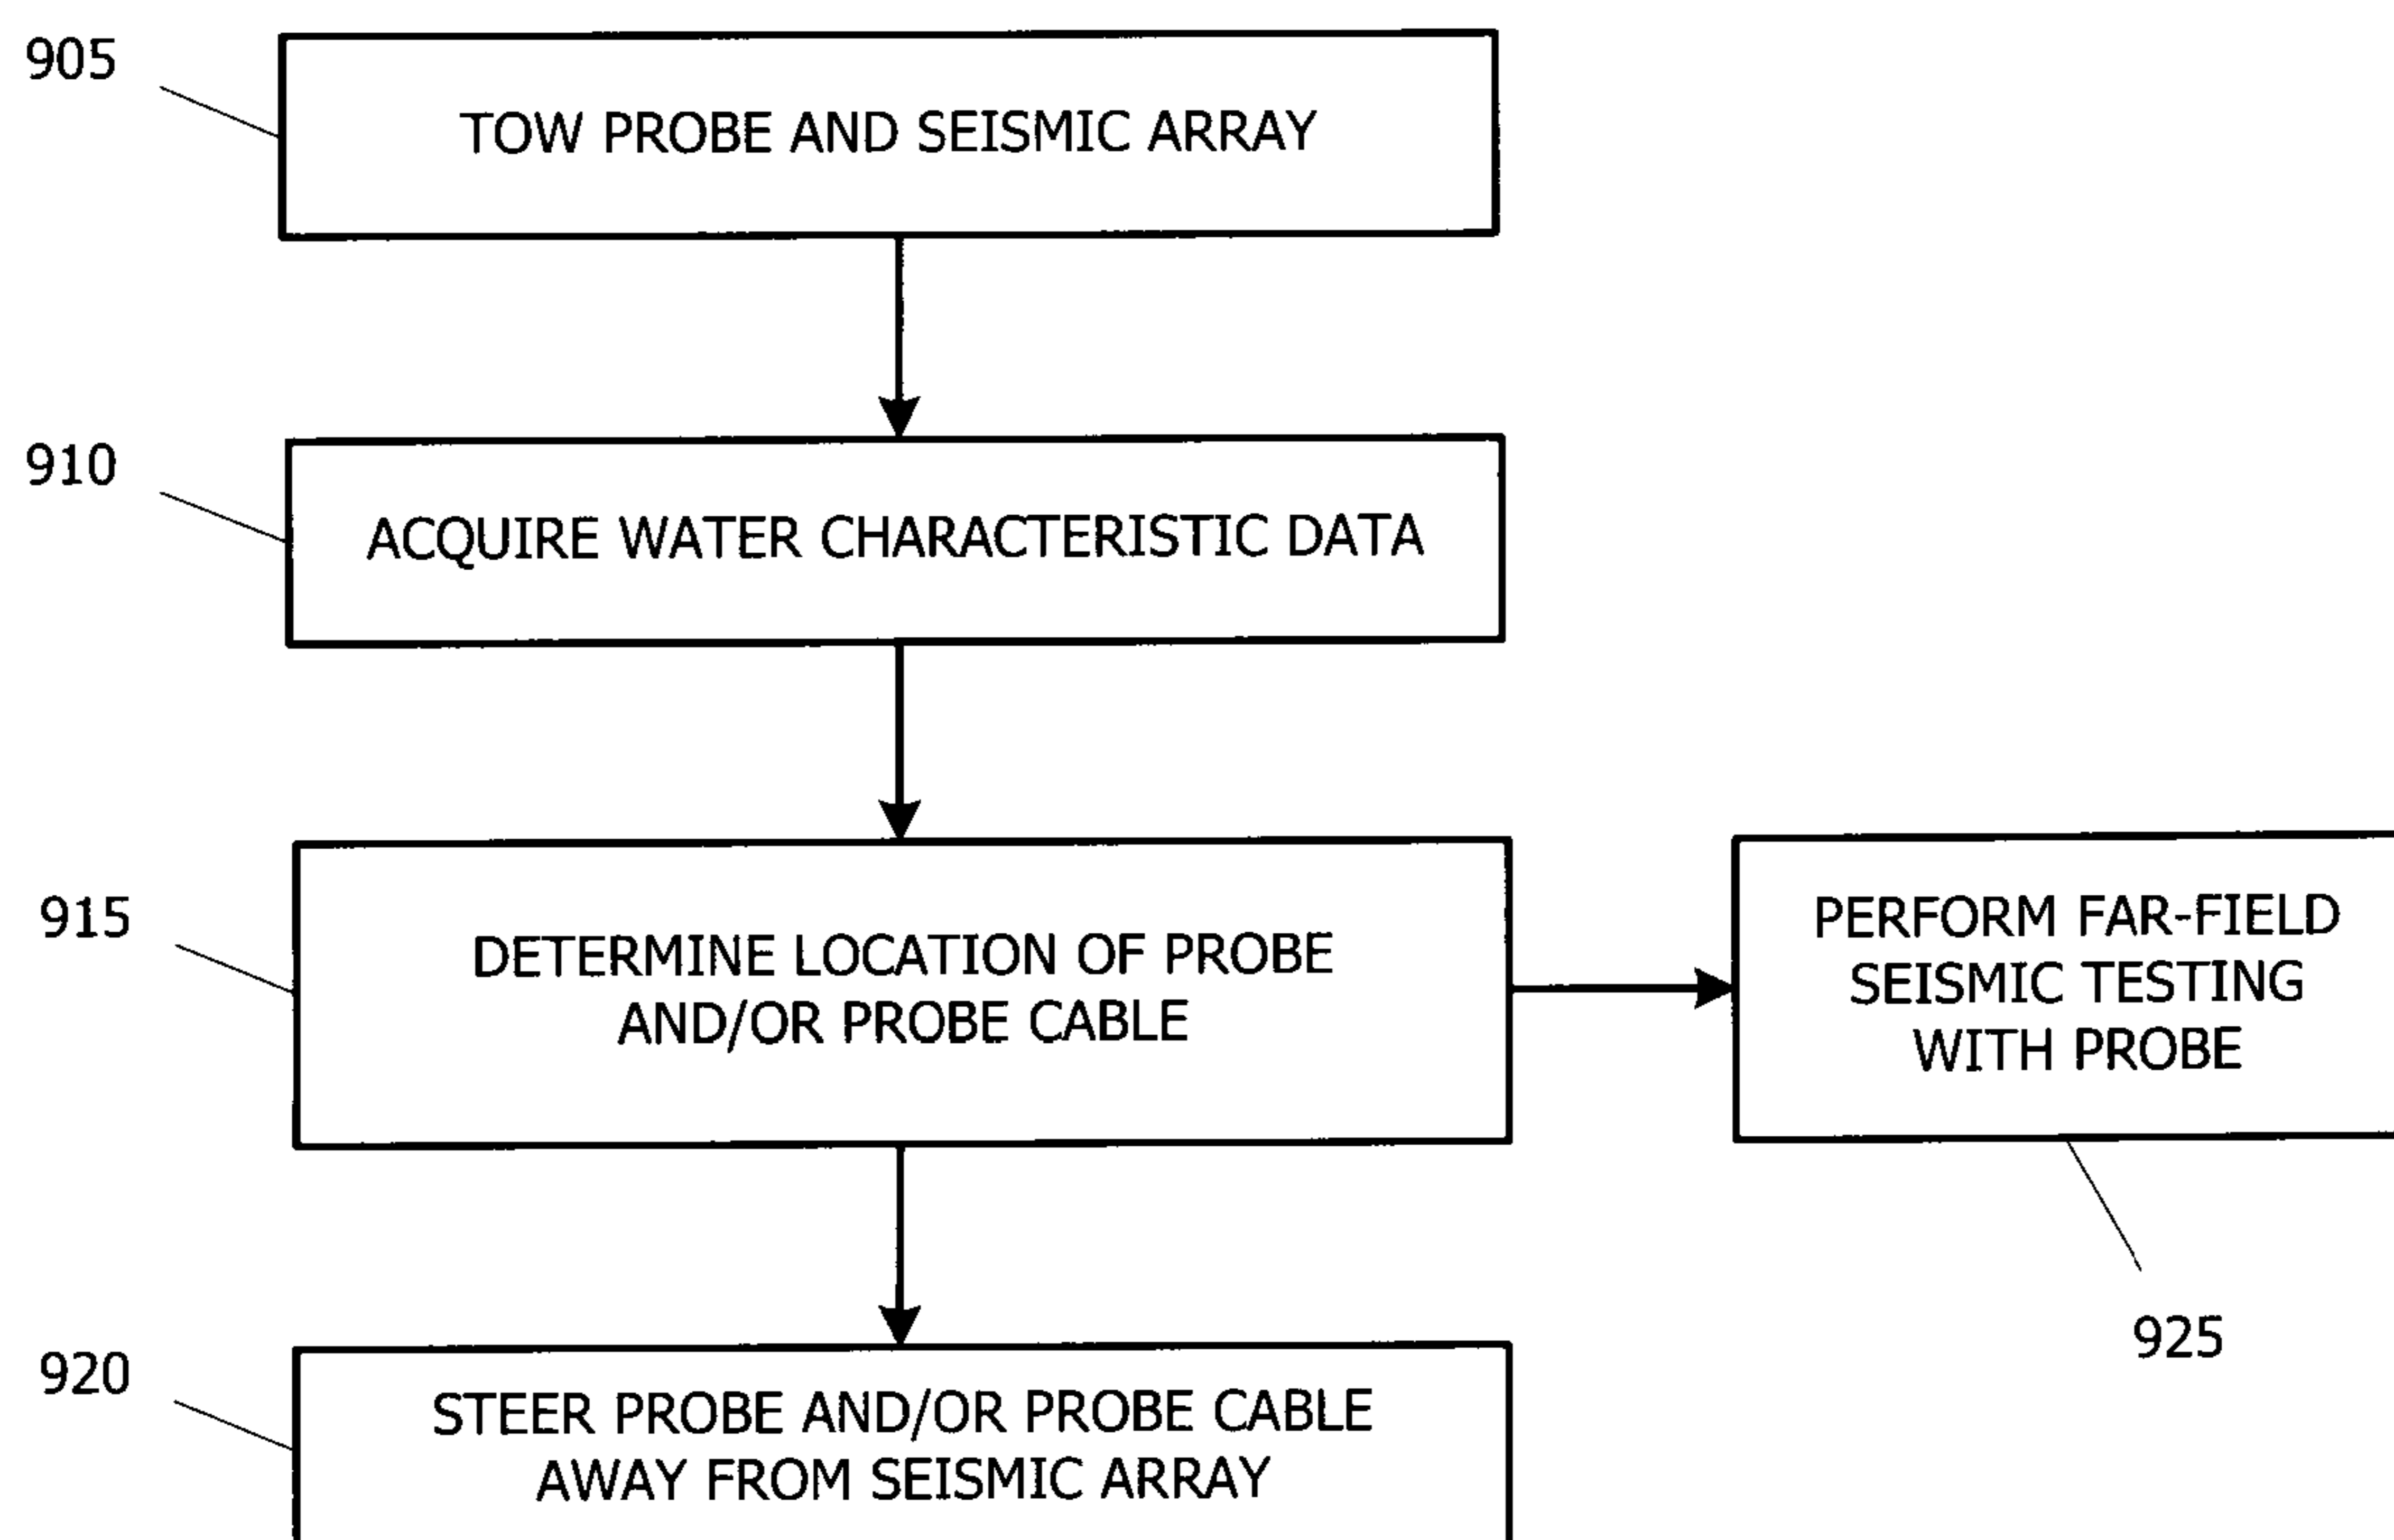 905
TOW PROBE AND SEISMIC ARRAY
910
ACQUIRE WATER CHARACTERISTIC DATA
915
DETERMINE LOCATION OF PROBE
AND/OR PROBE CABLE
PERFORM FAR-FIELD
SEISMIC TESTING
WITH PROBE
925
920
STEER PROBE AND/OR PROBE CABLE
AWAY FROM SEISMIC ARRAY